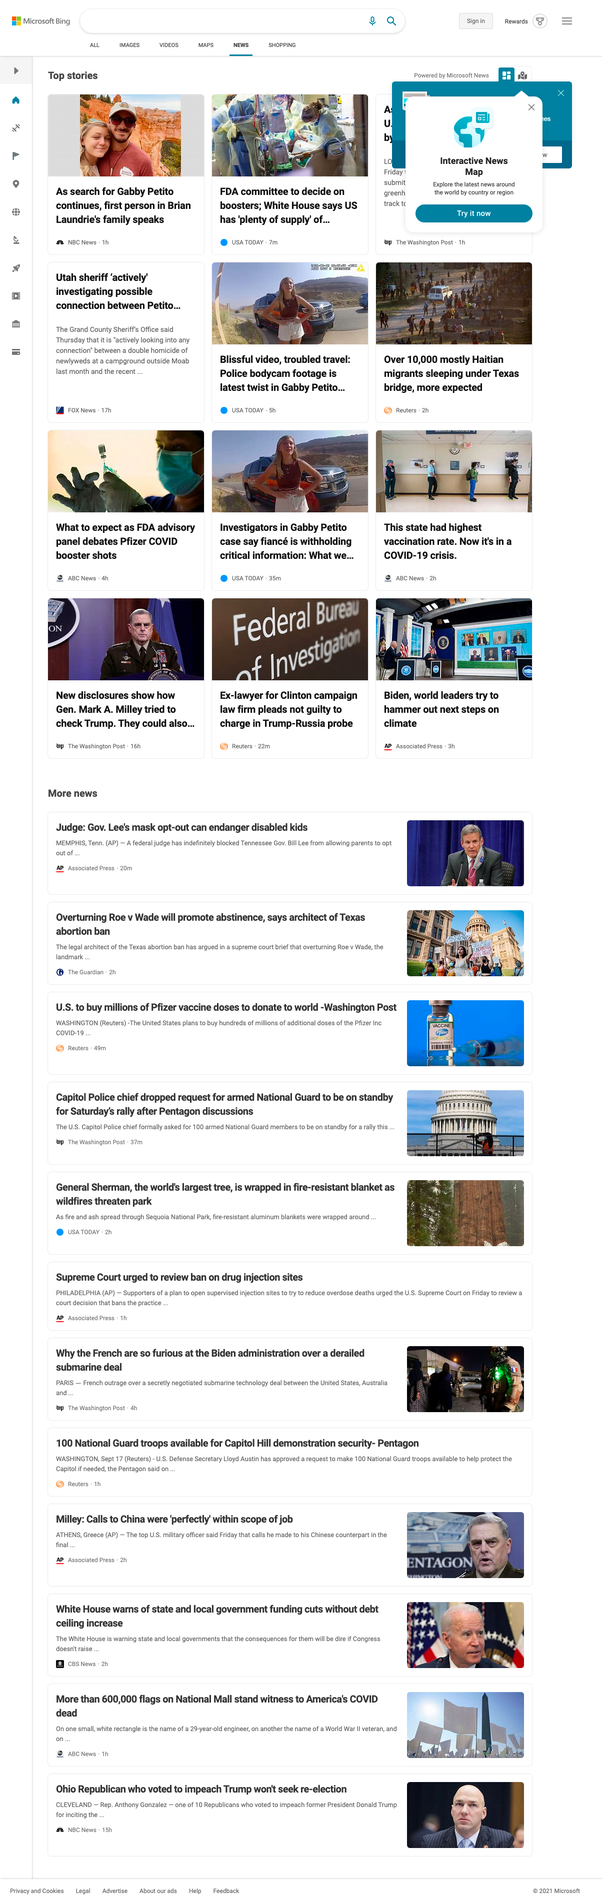 Microsoft Bing
Sign in
Rewards
ALL
IMAGES
VIDEOS
MAPS
NEWS
SHOPPING
Top stories
Powered by Microsoft News
Interactive News
Map
Explore the latest news around
the world by country or region
Try it now
As search for Gabby Petito
continues, first person in Brian
Laundrie's family speaks
NBC News · 1h
FDA committee to decide on
boosters; White House says US
has 'plenty of supply' of...
USA TODAY · 7m
The Washington Post · 1h
Utah sheriff 'actively'
investigating possible
connection between Petito...
The Grand County Sheriff's Office said
Thursday that it is "actively looking into any
connection" between a double homicide of
newlyweds at a campground outside Moab
last month and the recent ...
FOX News · 17h
Blissful video, troubled travel:
Police bodycam footage is
latest twist in Gabby Petito...
USA TODAY · 5h
Over 10,000 mostly Haitian
migrants sleeping under Texas
bridge, more expected
Reuters · 2h
What to expect as FDA advisory
panel debates Pfizer COVID
booster shots
ABC News · 4h
Investigators in Gabby Petito
case say fiancé is withholding
critical information: What we...
USA TODAY · 35m
This state had highest
vaccination rate. Now it's in a
COVID-19 crisis.
ABC News · 2h
New disclosures show how
Gen. Mark A. Milley tried to
check Trump. They could also...
The Washington Post · 16h
Federal Bureau
of Investigation
Ex-lawyer for Clinton campaign
law firm pleads not guilty to
charge in Trump-Russia probe
Reuters · 22m
Biden, world leaders try to
hammer out next steps on
climate
Associated Press · 3h
More news
Judge: Gov. Lee's mask opt-out can endanger disabled kids
MEMPHIS, Tenn. (AP) — A federal judge has indefinitely blocked Tennessee Gov. Bill Lee from allowing parents to opt
out of ...
Associated Press · 20m
Overturning Roe v Wade will promote abstinence, says architect of Texas
abortion ban
The legal architect of the Texas abortion ban has argued in a supreme court brief that overturning Roe v Wade, the
landmark ...
The Guardian · 2h
U.S. to buy millions of Pfizer vaccine doses to donate to world -Washington Post
WASHINGTON (Reuters) -The United States plans to buy hundreds of millions of additional doses of the Pfizer Inc
COVID-19 ...
Reuters · 49m
Capitol Police chief dropped request for armed National Guard to be on standby
for Saturday's rally after Pentagon discussions
The U.S. Capitol Police chief formally asked for 100 armed National Guard members to be on standby for a rally this ...
The Washington Post · 37m
General Sherman, the world's largest tree, is wrapped in fire-resistant blanket as
wildfires threaten park
As fire and ash spread through Sequoia National Park, fire-resistant aluminum blankets were wrapped around ...
USA TODAY · 2h
Supreme Court urged to review ban on drug injection sites
PHILADELPHIA (AP) — Supporters of a plan to open supervised injection sites to try to reduce overdose deaths urged the U.S. Supreme Court on Friday to review a
court decision that bans the practice ...
Associated Press · 1h
Why the French are so furious at the Biden administration over a derailed
submarine deal
PARIS — French outrage over a secretly negotiated submarine technology deal between the United States, Australia
and ...
The Washington Post · 4h
100 National Guard troops available for Capitol Hill demonstration security- Pentagon
WASHINGTON, Sept 17 (Reuters) - U.S. Defense Secretary Lloyd Austin has approved a request to make 100 National Guard troops available to help protect the
Capitol if needed, the Pentagon said on ...
Reuters · 1h
Milley: Calls to China were 'perfectly' within scope of job
ATHENS, Greece (AP) — The top U.S. military officer said Friday that calls he made to his Chinese counterpart in the
final ...
Associated Press · 2h
White House warns of state and local government funding cuts without debt
ceiling increase
The White House is warning state and local governments that the consequences for them will be dire if Congress
doesn't raise ...
CBS News · 2h
More than 600,000 flags on National Mall stand witness to America's COVID
dead
On one small, white rectangle is the name of a 29-year-old engineer, on another the name of a World War II veteran, and
on ...
ABC News · 1h
Ohio Republican who voted to impeach Trump won't seek re-election
CLEVELAND — Rep. Anthony Gonzalez — one of 10 Republicans who voted to impeach former President Donald Trump
for inciting the ...
NBC News · 15h
Privacy and Cookies
Legal
Advertise
About our ads
Help
Feedback
© 2021 Microsoft